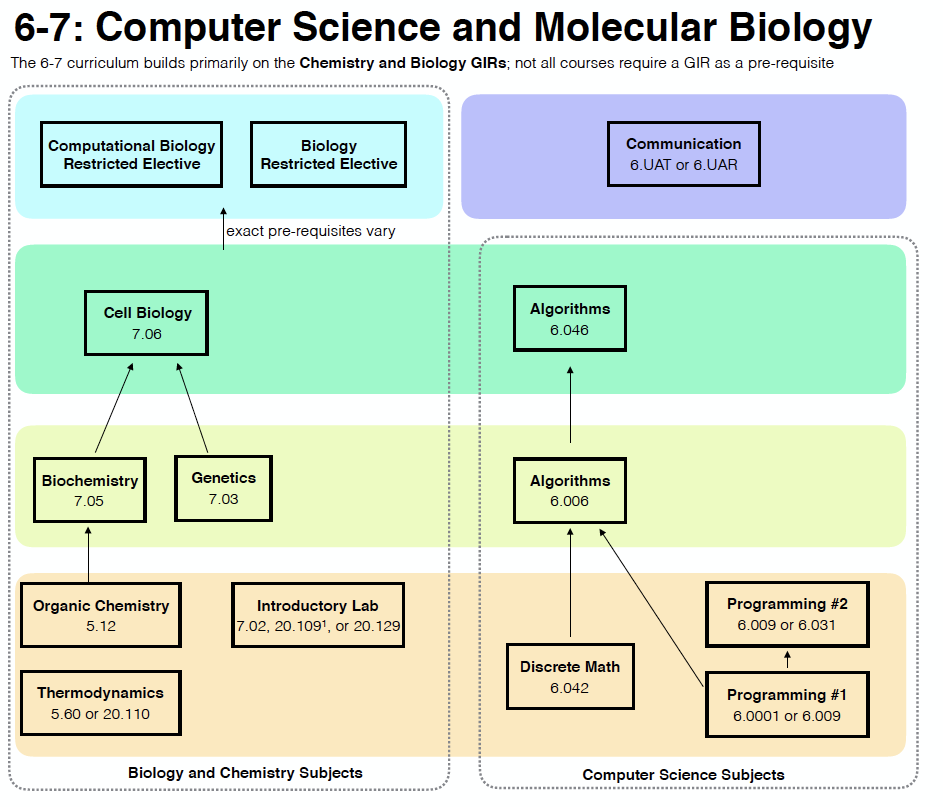 6-7: Computer Science and Molecular Biology
The 6-7 curriculum builds primarily on the Chemistry and Biology GIRs; not all courses require a GIR as a pre-requisite
Computational Biology
Restricted Elective
Biology
Restricted Elective
Communication
6.UAT or 6.UAR
exact pre-requisites vary
Cell Biology
7.06
Algorithms
6.046
Biochemistry
7.05
Genetics
7.03
Algorithms
6.006
Organic Chemistry
5.12
Introductory Lab
7.02, 20.109¹, or 20.129
Programming #2
6.009 or 6.031
Thermodynamics
5.60 or 20.110
Discrete Math
6.042
Programming #1
6.0001 or 6.009
Biology and Chemistry Subjects
Computer Science Subjects